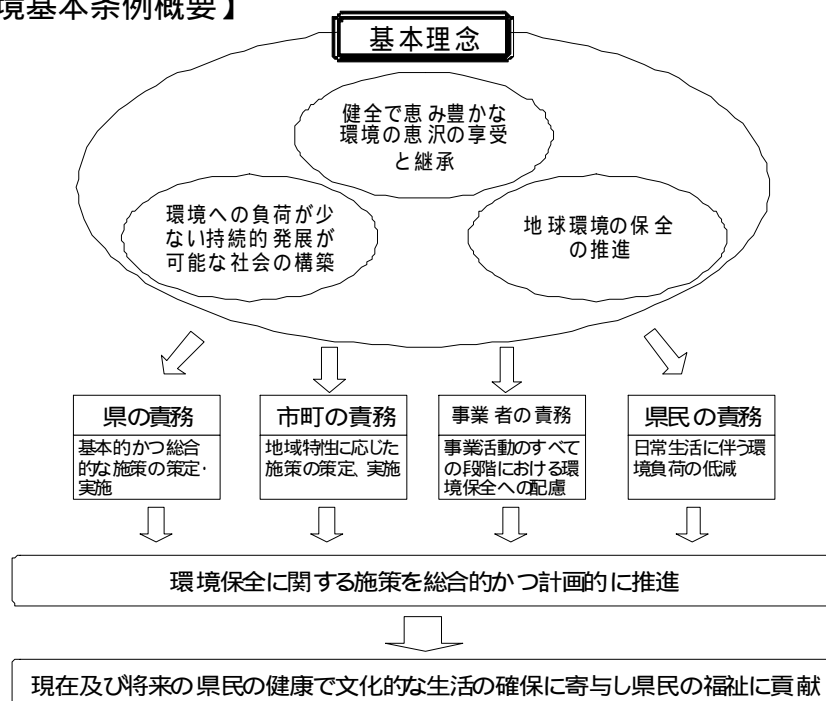 境基本条例概要】
基本理念
健全で恵み豊かな
環境の恵沢の享受
と継承
環境への負荷が少
ない持続的発展が
可能な社会の構築
地球環境の保全
の推進
県の責務
基本的かつ総合
的な施策の策定・
実施
市町の責務
地域特性に応じた
施策の策定、実施
事業者の責務
事業活動のすべて
の段階における環
境保全への配慮
県民の責務
日常生活に伴う環
境負荷の低減
環境保全に関する施策を総合的かつ計画的に推進
現在及び将来の県民の健康で文化的な生活の確保に寄与し県民の福祉に貢献